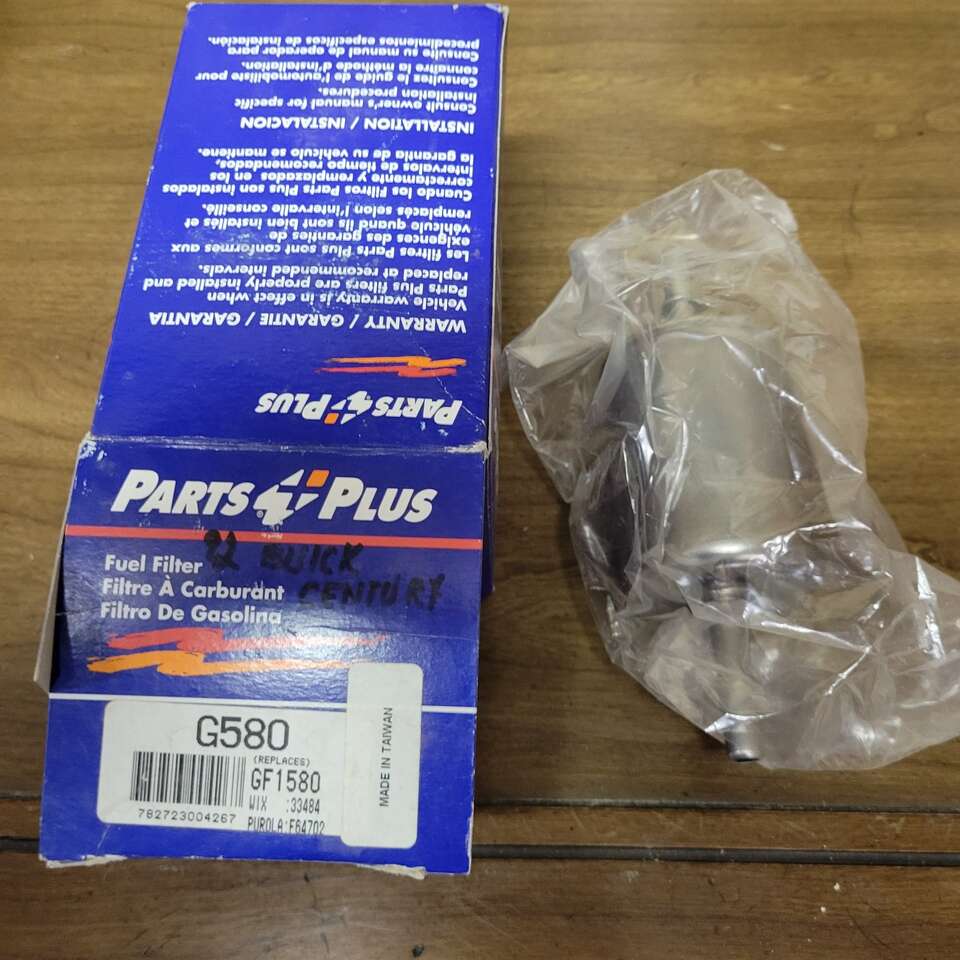 Consult owner's manual for specific
installation procedures.
Consultez le guide de l'automobiliste pour
connaître la méthode d'installation.
Consulte su manual de operador para
procedimientos específicos de instalación.
INSTALLATION / INSTALACION
WARRANTY / GARANTIE / GARANTIA
Vehicle warranty is in effect when
Parts Plus filters are properly installed and
replaced at recommended intervals.
Les filtres Parts Plus sont conformes aux
exigences des garanties de
véhicule quand ils sont bien installés et
remplacés selon l'intervalle conseillé.
Cuando los Filtros Parts Plus son instalados
correctamente y remplazados en los
intervalos de tiempo recomendados,
la garantía de su vehículo se mantiene.
PARTS PLUS
PARTS PLUS
Fuel Filter
Filtre À Carburant
Filtro De Gasolina
92 BUICK
CENTURY
G580
(REPLACES)
GF1580
WIX :33484
PUROLA:F64702
782723004267
MADE IN TAIWAN